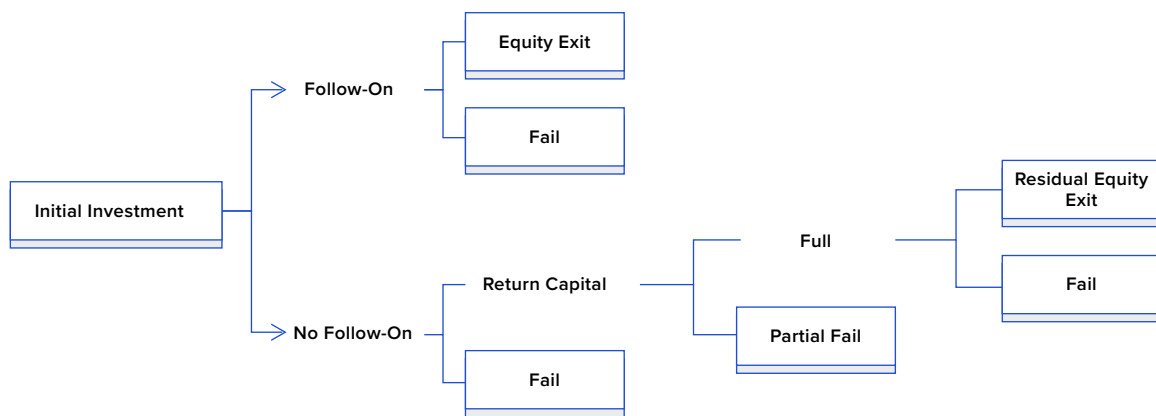 Equity Exit
Follow-On
Fail
Residual Equity
Exit
Initial Investment
Full
Return Capital
Fail
No Follow-On
Partial Fail
Fail